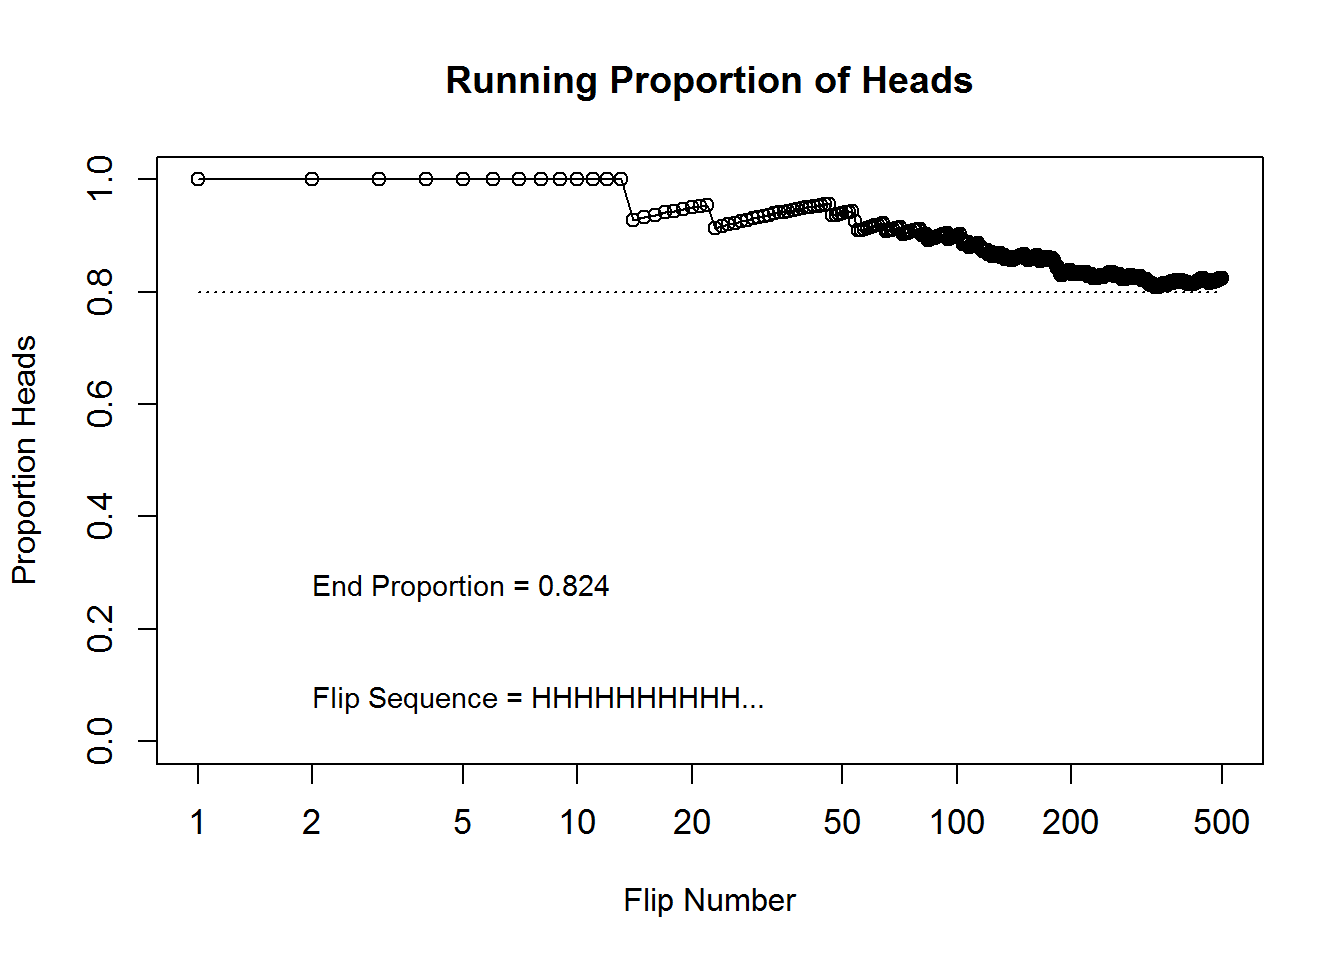 Running Proportion of Heads
Proportion Heads
1.0
0.8
0.6
0.4
0.2
0.0
End Proportion = 0.824
Flip Sequence = HHHHHHHHHH...
1 2 5 10 20 50 100 200 500
Flip Number